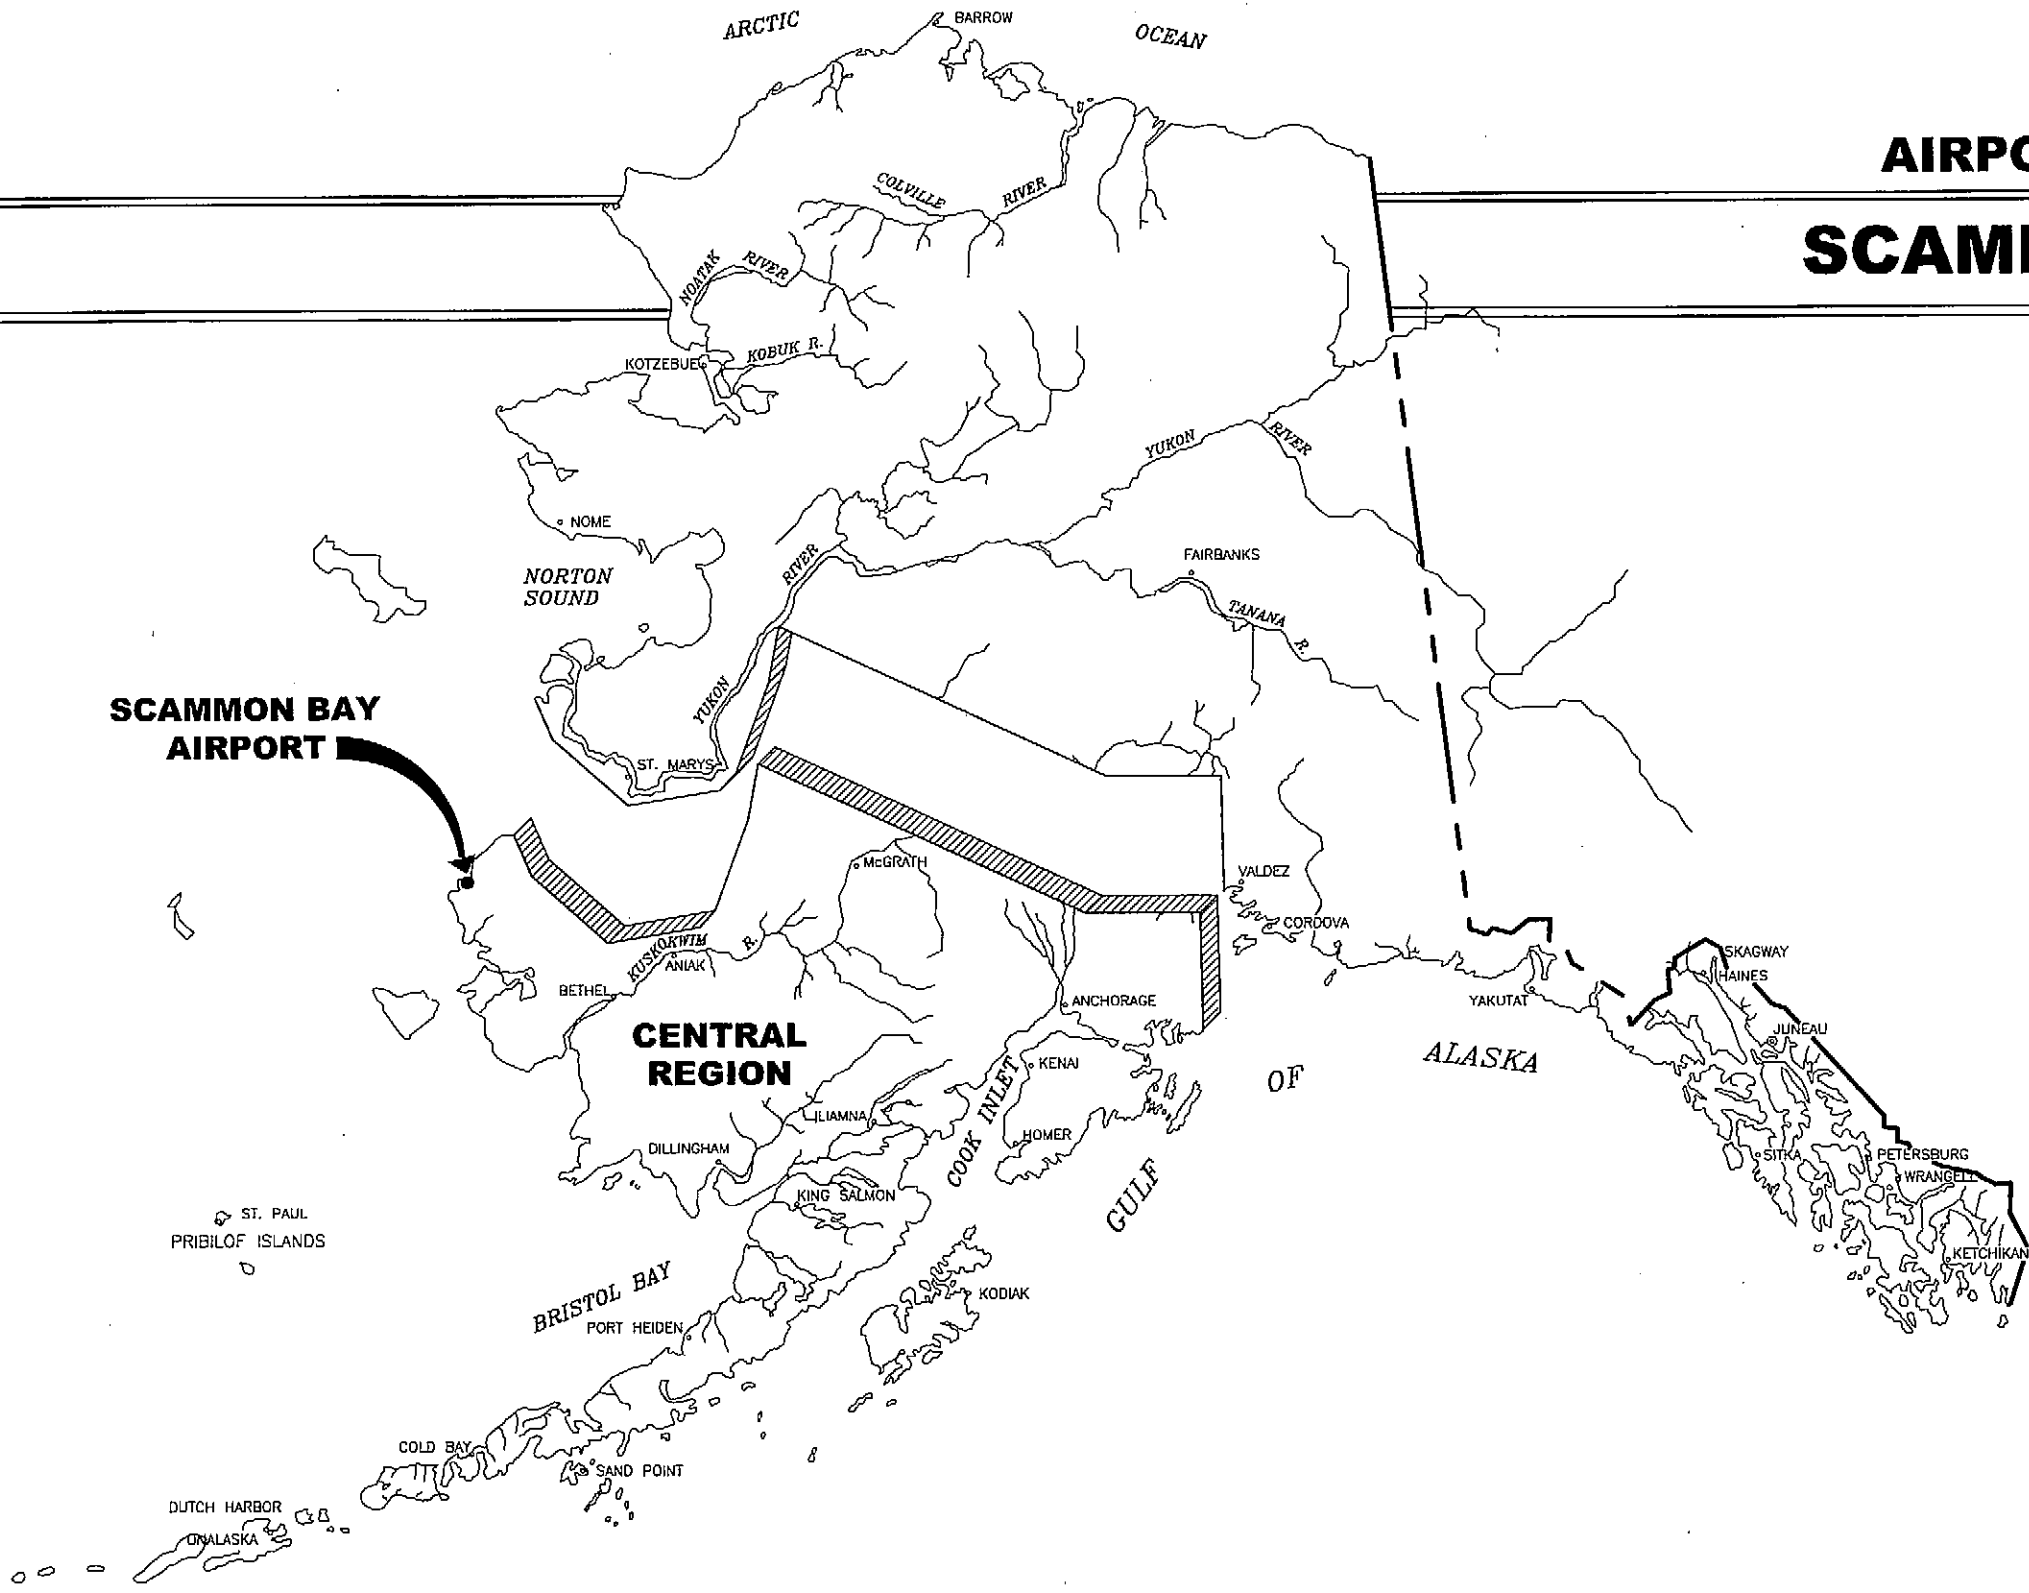 ARCTIC
BARROW
OCEAN
AIRPO
SCAM
COLVILLE
RIVER
NOATAK
RIVER
KOTZEBUE
KOBUK R.
YUKON
RIVER
NOME
NORTON
SOUND
RIVER
FAIRBANKS
TANANA
R.
YUKON
SCAMMON BAY
AIRPORT
ST. MARYS
McGRATH
VALDEZ
CORDOVA
KUSKOKWIM
R.
ANIAK
BETHEL
SKAGWAY
HAINES
YAKUTAT
ANCHORAGE
CENTRAL
REGION
JUNEAU
KENAI
ALASKA
OF
COOK INLET
ILIAMNA
HOMER
DILLINGHAM
SITKA
PETERSBURG
WRANGELL
KING SALMON
GULF
ST. PAUL
PRIBILOF ISLANDS
KETCHIKAN
BRISTOL BAY
KODIAK
PORT HEIDEN
COLD BAY
SAND POINT
DUTCH HARBOR
UNALASKA